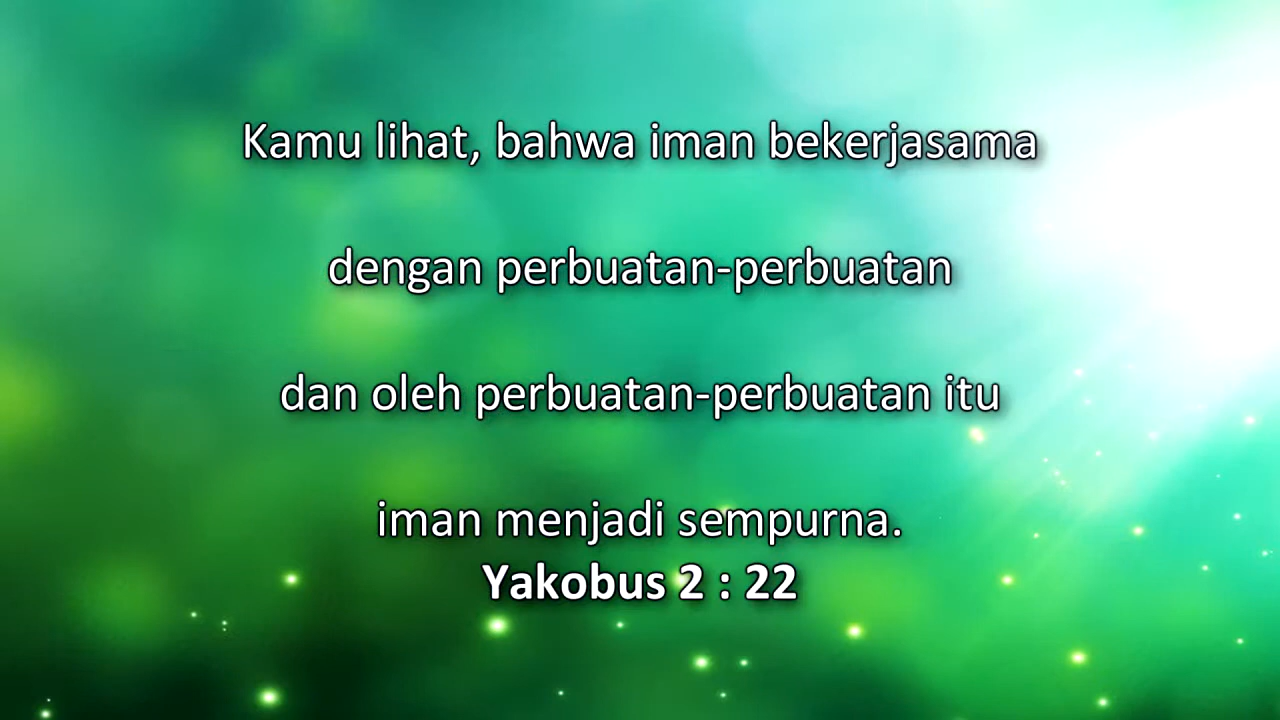 Kamu lihat, bahwa iman bekerjasama
dengan perbuatan-perbuatan
dan oleh perbuatan-perbuatan itu
iman menjadi sempurna.
Yakobus 2 : 22